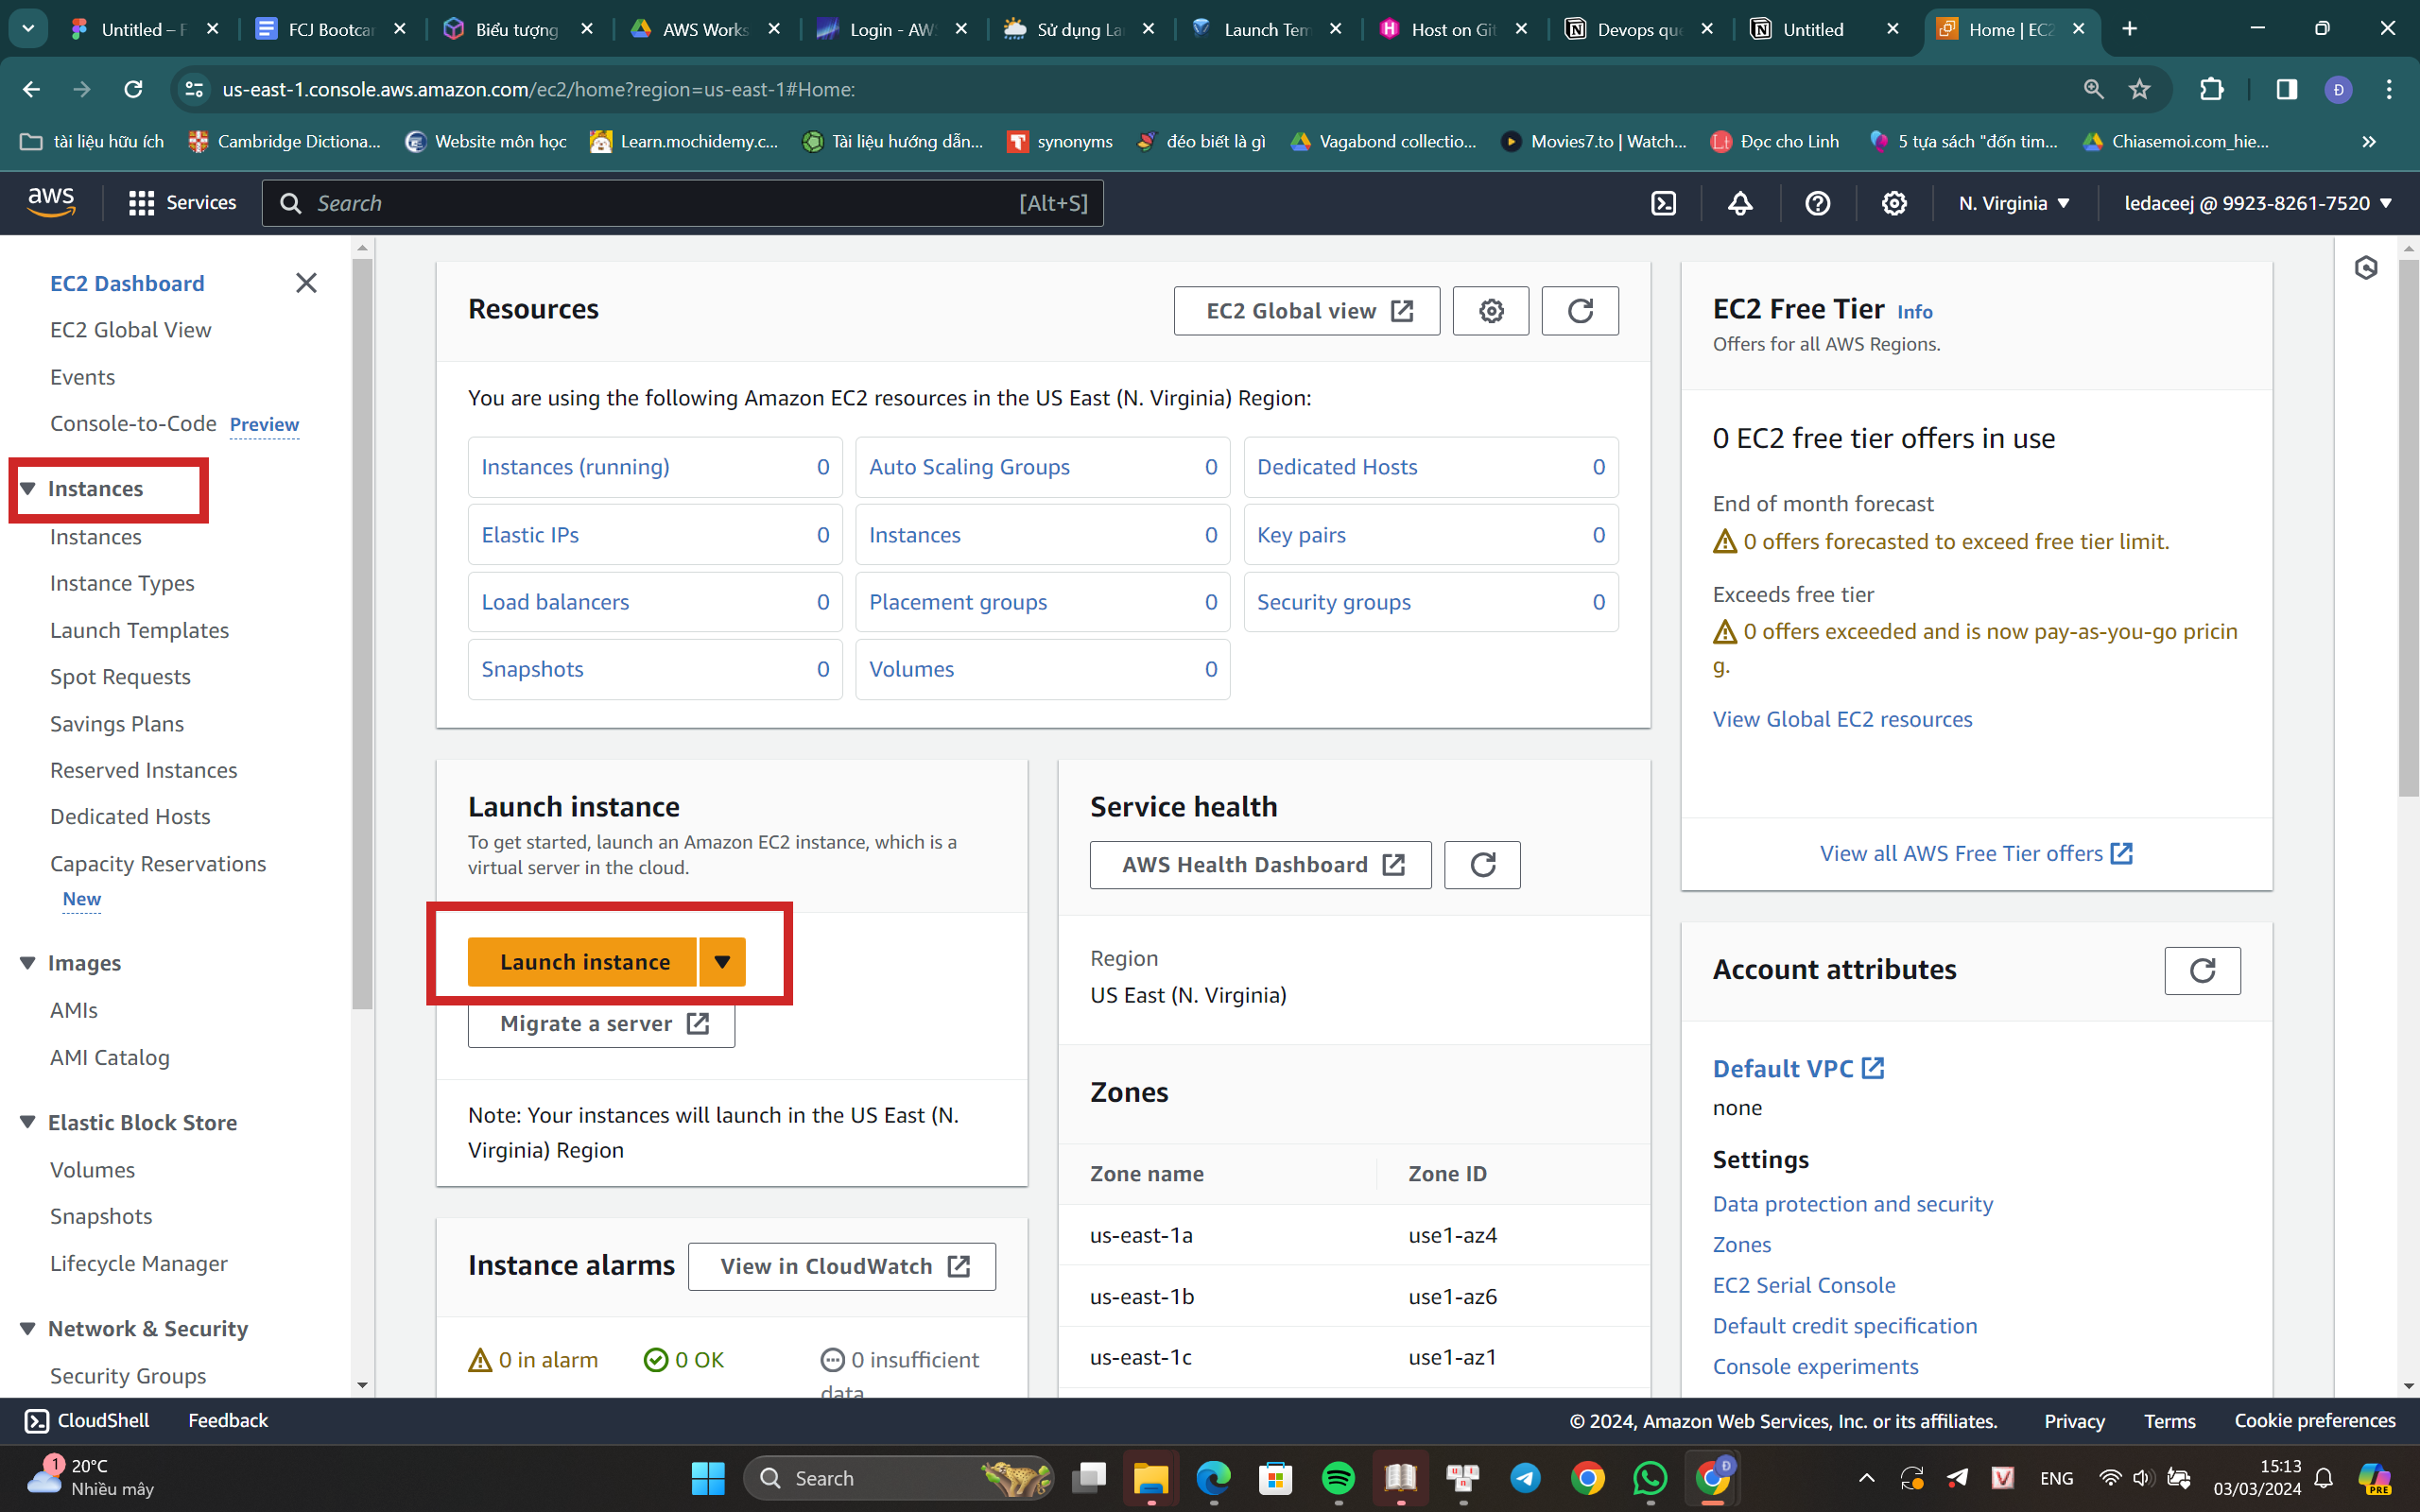 Untitled – F
FCJ Bootcar
Biểu tượng
AWS Works
Login - AW
Sử dụng La
Launch Tem
Host on Git
Devops que
Untitled
Home | EC2
us-east-1.console.aws.amazon.com/ec2/home?region=us-east-1#Home:
Đ
tài liệu hữu ích
Cambridge Dictiona...
Website môn học
Learn.mochidemy.c...
Tài liệu hướng dẫn...
synonyms
đéo biết là gì
Vagabond collectio...
Movies7.to | Watch...
Đọc cho Linh
5 tựa sách "đốn tim...
Chiasemoi.com_hie...
aws
Services
Search
[Alt+S]
N. Virginia
ledaceej @ 9923-8261-7520
EC2 Dashboard
EC2 Global View
Events
Console-to-Code Preview
Instances
Instances
Instance Types
Launch Templates
Spot Requests
Savings Plans
Reserved Instances
Dedicated Hosts
Capacity Reservations
New
Images
AMIs
AMI Catalog
Elastic Block Store
Volumes
Snapshots
Lifecycle Manager
Network & Security
Security Groups
Resources
EC2 Global view
You are using the following Amazon EC2 resources in the US East (N. Virginia) Region:
Instances (running) 0
Auto Scaling Groups 0
Dedicated Hosts 0
Elastic IPs 0
Instances 0
Key pairs 0
Load balancers 0
Placement groups 0
Security groups 0
Snapshots 0
Volumes 0
Launch instance
To get started, launch an Amazon EC2 instance, which is a
virtual server in the cloud.
Launch instance
Migrate a server
Note: Your instances will launch in the US East (N.
Virginia) Region
Instance alarms
View in CloudWatch
0 in alarm
0 OK
0 insufficient
data
Service health
AWS Health Dashboard
Region
US East (N. Virginia)
Zones
Zone name Zone ID
us-east-1a use1-az4
us-east-1b use1-az6
us-east-1c use1-az1
EC2 Free Tier Info
Offers for all AWS Regions.
0 EC2 free tier offers in use
End of month forecast
0 offers forecasted to exceed free tier limit.
Exceeds free tier
0 offers exceeded and is now pay-as-you-go pricin
g.
View Global EC2 resources
View all AWS Free Tier offers
Account attributes
Default VPC
none
Settings
Data protection and security
Zones
EC2 Serial Console
Default credit specification
Console experiments
CloudShell
Feedback
© 2024, Amazon Web Services, Inc. or its affiliates.
Privacy
Terms
Cookie preferences
1
20°C
Nhiều mây
Search
Đ
V
ENG
15:13
03/03/2024
PRE